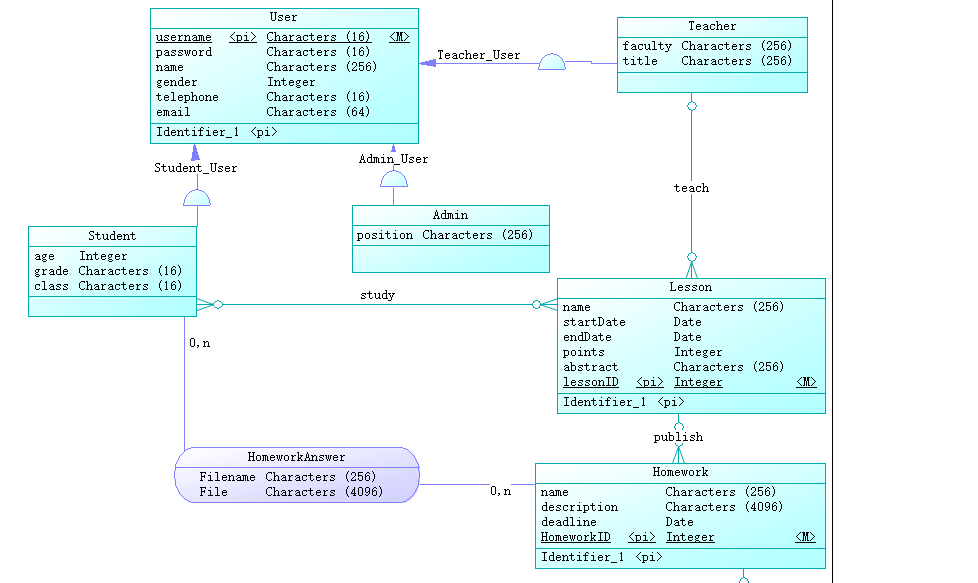 User
username <pi> Characters (16) <M>
password Characters (16)
name Characters (256)
gender Integer
telephone Characters (16)
email Characters (64)
Identifier_1 <pi>
Teacher_User
Teacher
faculty Characters (256)
title Characters (256)
Student_User
Admin_User
teach
Admin
position Characters (256)
Student
age Integer
grade Characters (16)
class Characters (16)
study
Lesson
name Characters (256)
startDate Date
endDate Date
points Integer
abstract Characters (256)
lessonID <pi> Integer <M>
Identifier_1 <pi>
0,n
publish
HomeworkAnswer
Filename Characters (256)
File Characters (4096)
0,n
Homework
name Characters (256)
description Characters (4096)
deadline Date
HomeworkID <pi> Integer <M>
Identifier_1 <pi>